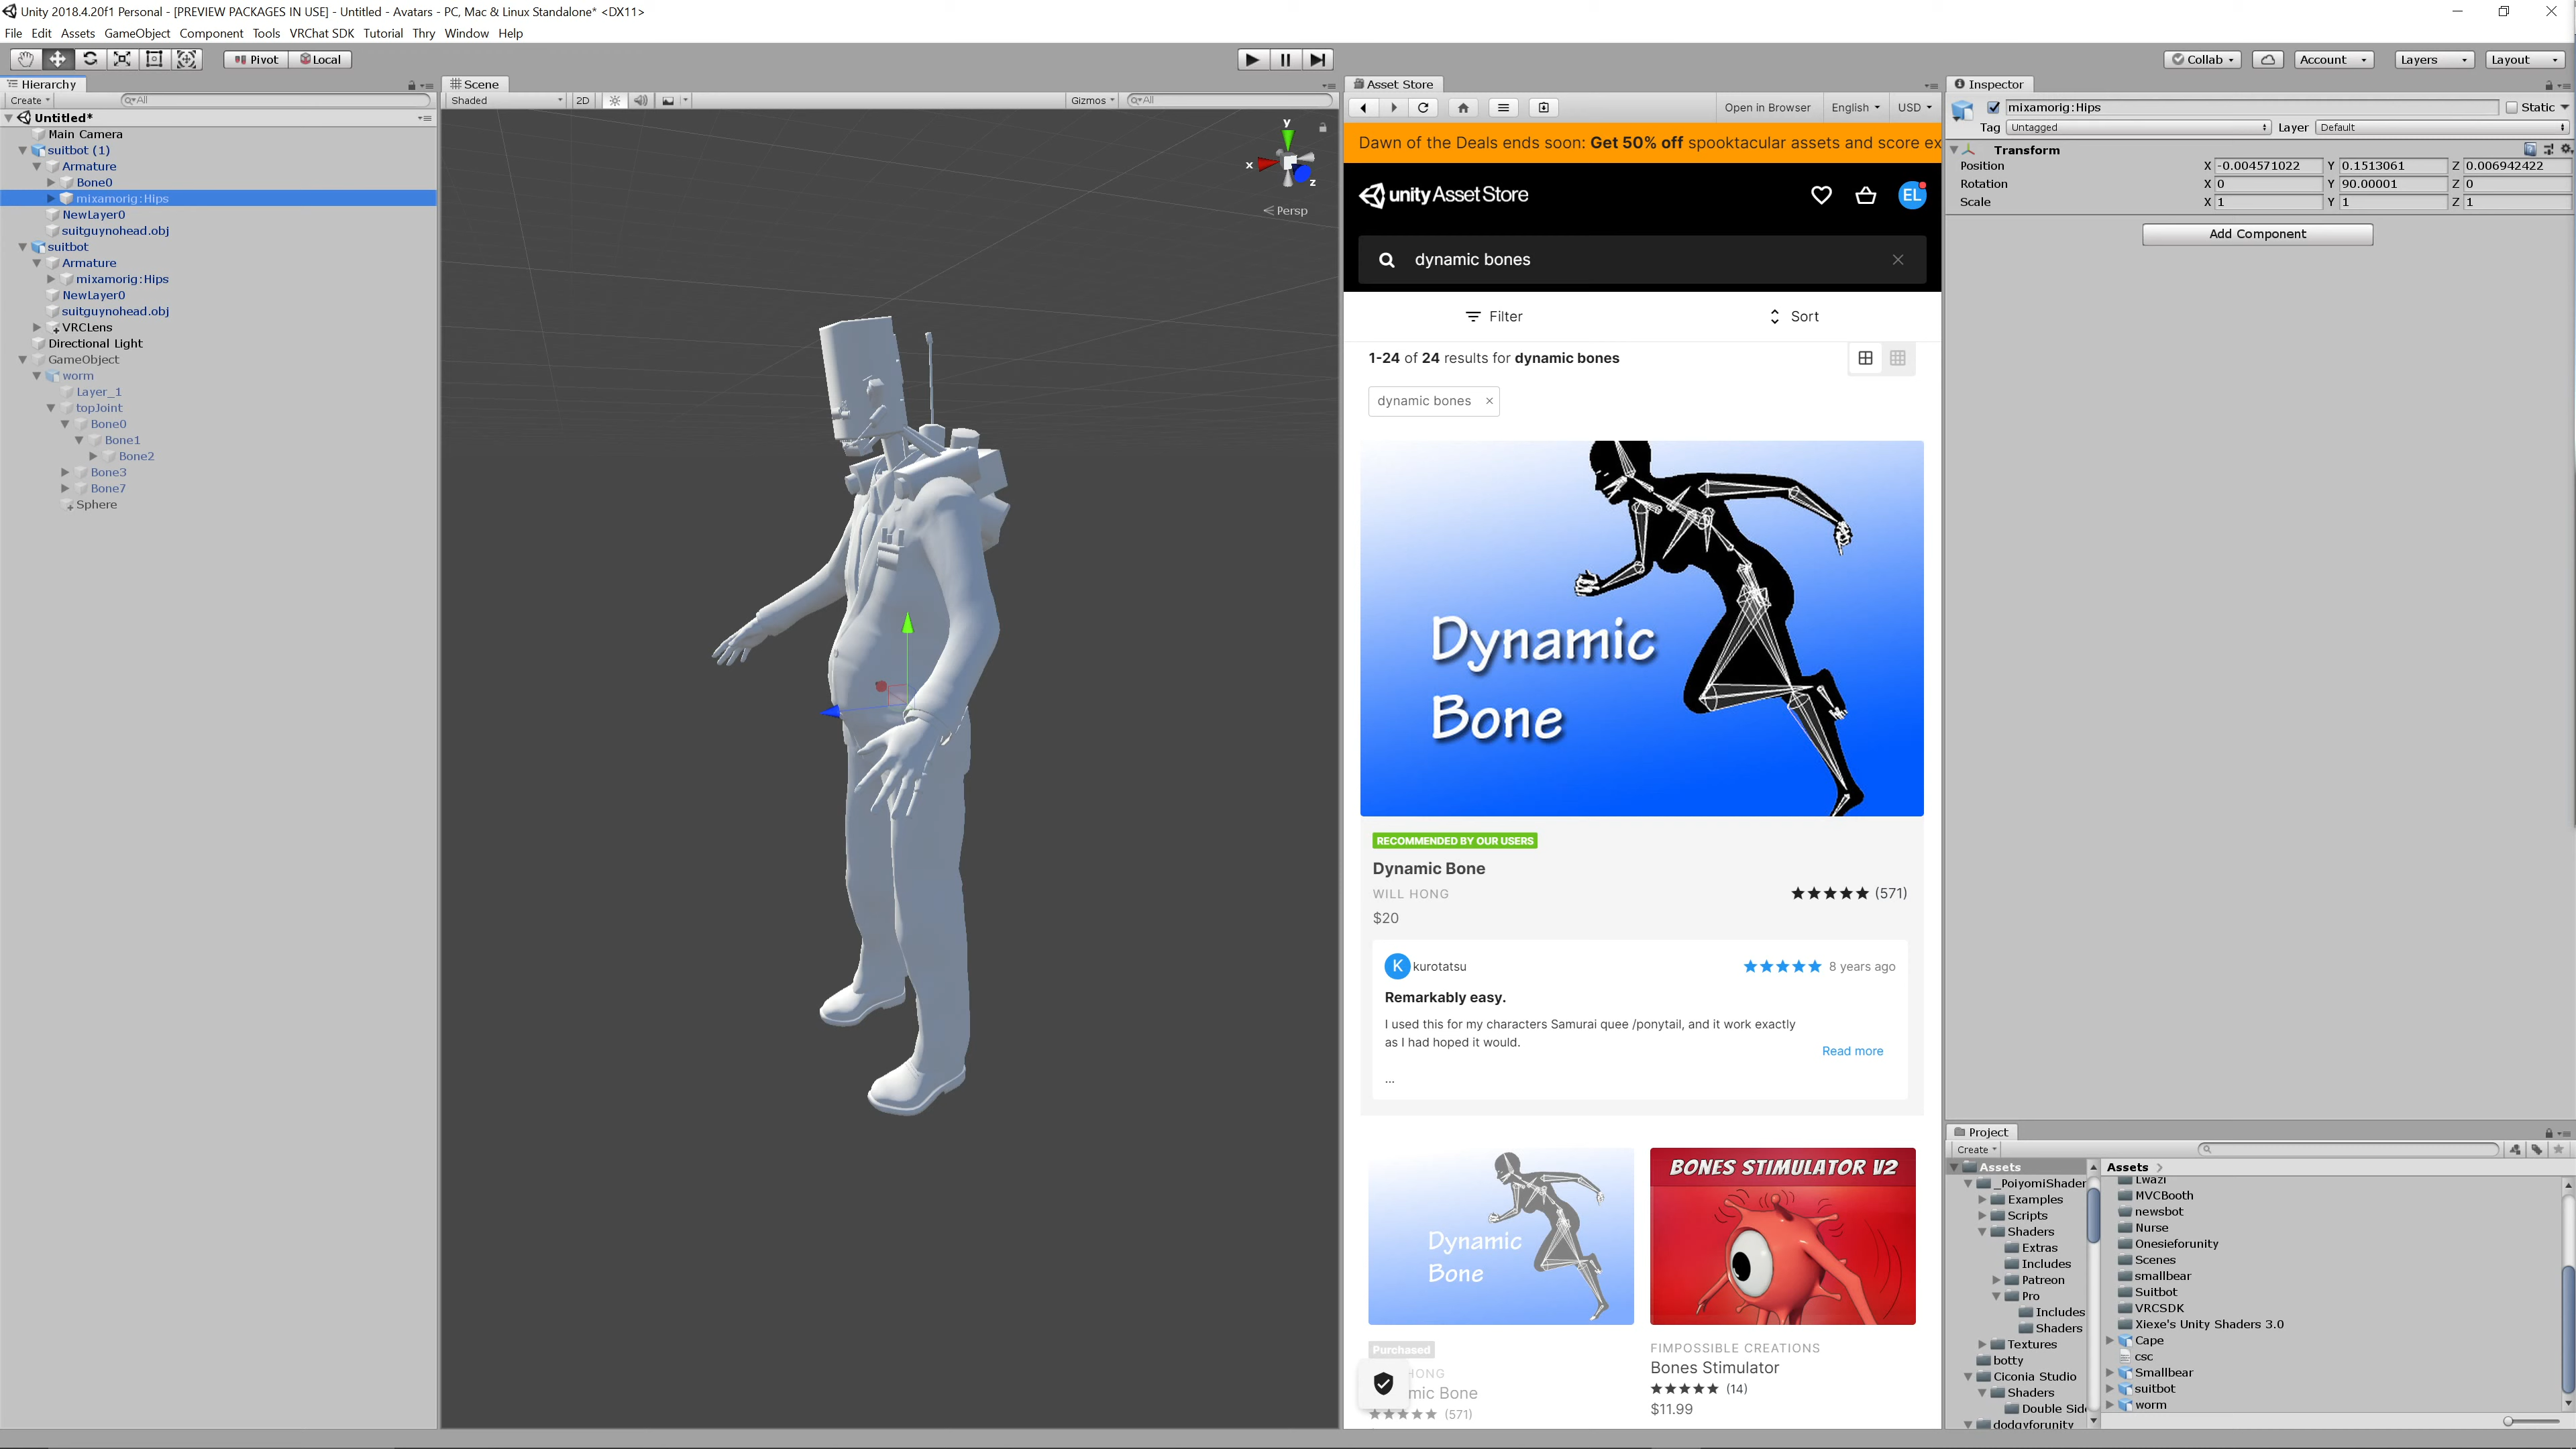 Unity 2018.4.20f1 Personal - [PREVIEW PACKAGES IN USE] - Untitled - Avatars - PC, Mac & Linux Standalone* <DX11>
File Edit Assets GameObject Component Tools VRChat SDK Tutorial Thry Window Help
Pivot Local
Collab Account Layers Layout
Hierarchy
Create All
Untitled*
Main Camera
suitbot (1)
Armature
Bone0
mixamorig:Hips
NewLayer0
suitguynohead.obj
suitbot
Armature
mixamorig:Hips
NewLayer0
suitguynohead.obj
VRCLens
Directional Light
GameObject
worm
Layer_1
topJoint
Bone0
Bone1
Bone2
Bone3
Bone7
Sphere
Scene
Shaded 2D Gizmos All
y
x
z
Persp
Asset Store
Open in Browser English USD
Dawn of the Deals ends soon: Get 50% off spooktacular assets and score ex
unity Asset Store
EL
dynamic bones
Filter Sort
1-24 of 24 results for dynamic bones
dynamic bones ×
Dynamic
Bone
RECOMMENDED BY OUR USERS
Dynamic Bone
WILL HONG
(571)
$20
K kurotatsu
8 years ago
Remarkably easy.
I used this for my characters Samurai quee /ponytail, and it work exactly
as I had hoped it would.
Read more
...
Dynamic
Bone
Purchased
HONG
mic Bone
(571)
BONES STIMULATOR V2
FIMPOSSIBLE CREATIONS
Bones Stimulator
(14)
$11.99
Inspector
mixamorig:Hips Static
Tag Untagged Layer Default
Transform
Position X -0.004571022 Y 0.1513061 Z 0.006942422
Rotation X 0 Y 90.00001 Z 0
Scale X 1 Y 1 Z 1
Add Component
Project
Create
Assets
_PoiyomiShader
Examples
Scripts
Shaders
Extras
Includes
Patreon
Pro
Includes
Shaders
Textures
botty
Ciconia Studio
Shaders
Double Side
dodgyforunity
Assets
Lwazi
MVCBooth
newsbot
Nurse
Onesieforunity
Scenes
smallbear
Suitbot
VRCSDK
Xiexe's Unity Shaders 3.0
Cape
csc
Smallbear
suitbot
worm